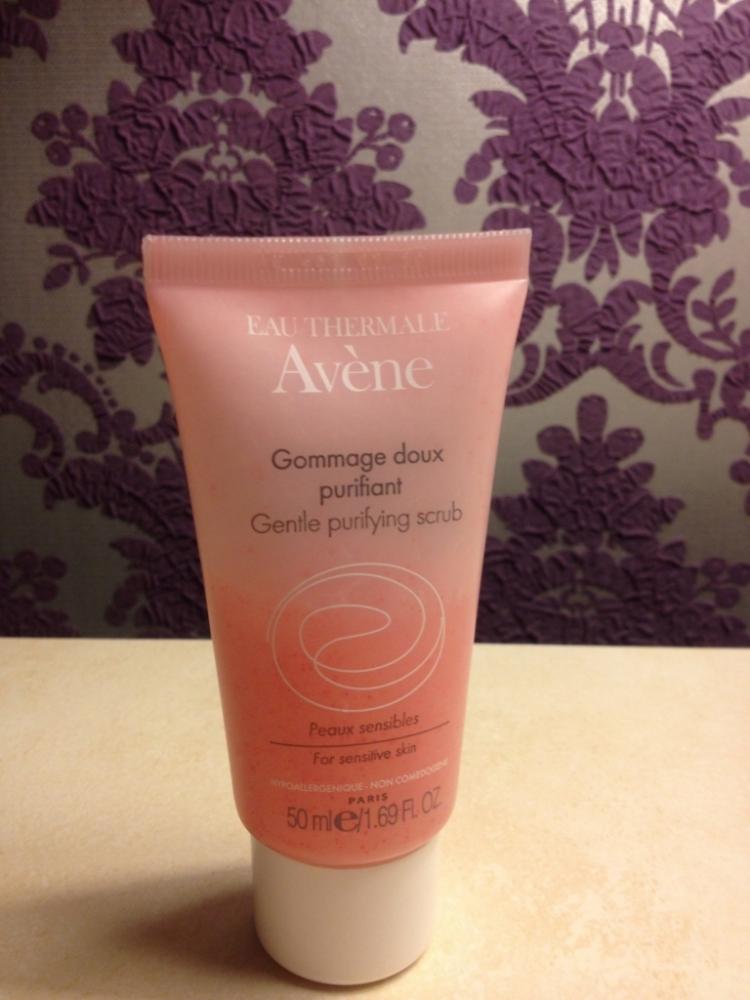 EAU THERMALE
Avène
Gommage doux
purifiant
Gentle purifying scrub
Peaux sensibles
For sensitive skin
HYPOALLERGENIQUE - NON COMEDOGENE
PARIS
50 ml e/1.69 Fl. OZ